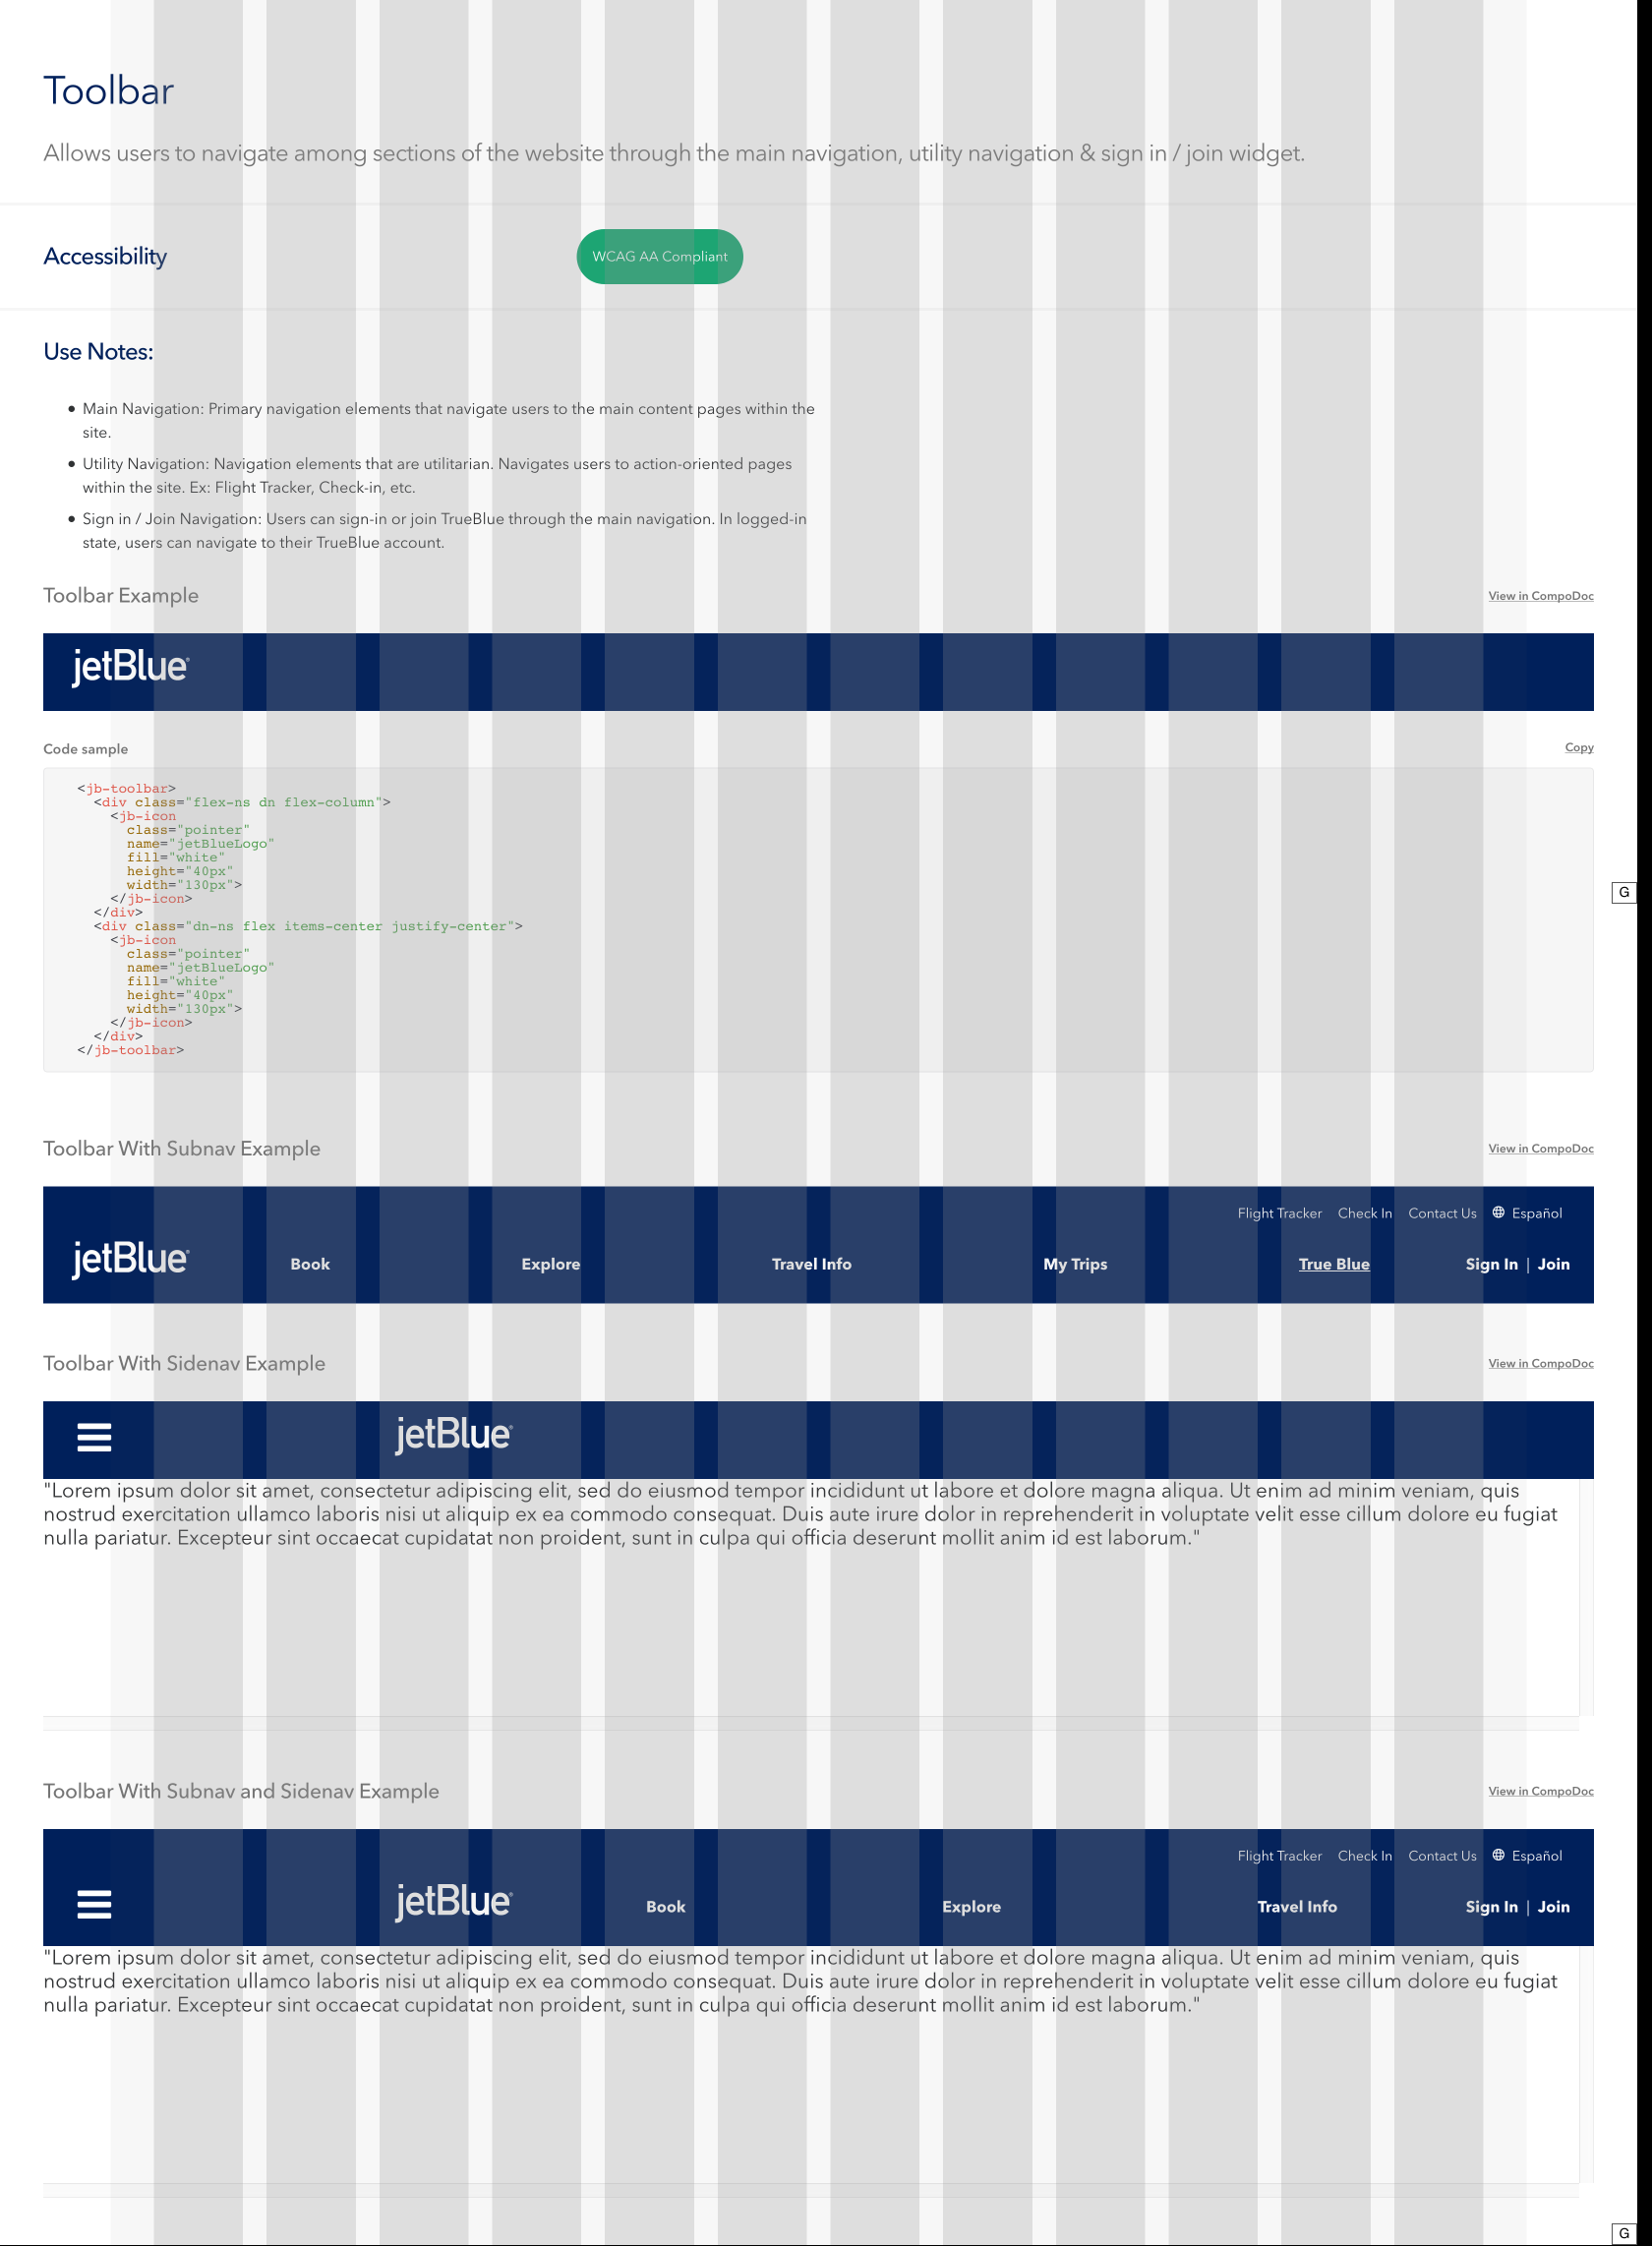 Toolbar
Allows users to navigate among sections of the website through the main navigation, utility navigation & sign in / join widget.
Accessibility
WCAG AA Compliant
Use Notes:
• Main Navigation: Primary navigation elements that navigate users to the main content pages within the
site.
• Utility Navigation: Navigation elements that are utilitarian. Navigates users to action-oriented pages
within the site. Ex: Flight Tracker, Check-in, etc.
• Sign in / Join Navigation: Users can sign-in or join TrueBlue through the main navigation. In logged-in
state, users can navigate to their TrueBlue account.
Toolbar Example
View in CompoDoc
jetBlue®
Code sample
Copy
<jb-toolbar>
<div class="flex-ns dn flex-column">
<jb-icon
class="pointer"
name="jetBlueLogo"
fill="white"
height="40px"
width="130px">
</jb-icon>
</div>
<div class="dn-ns flex items-center justify-center">
<jb-icon
class="pointer"
name="jetBlueLogo"
fill="white"
height="40px"
width="130px">
</jb-icon>
</div>
</jb-toolbar>
G
Toolbar With Subnav Example
View in CompoDoc
Flight Tracker Check In Contact Us Español
jetBlue® Book Explore Travel Info My Trips True Blue Sign In | Join
Toolbar With Sidenav Example
View in CompoDoc
jetBlue®
"Lorem ipsum dolor sit amet, consectetur adipiscing elit, sed do eiusmod tempor incididunt ut labore et dolore magna aliqua. Ut enim ad minim veniam, quis
nostrud exercitation ullamco laboris nisi ut aliquip ex ea commodo consequat. Duis aute irure dolor in reprehenderit in voluptate velit esse cillum dolore eu fugiat
nulla pariatur. Excepteur sint occaecat cupidatat non proident, sunt in culpa qui officia deserunt mollit anim id est laborum."
Toolbar With Subnav and Sidenav Example
View in CompoDoc
Flight Tracker Check In Contact Us Español
jetBlue® Book Explore Travel Info Sign In | Join
"Lorem ipsum dolor sit amet, consectetur adipiscing elit, sed do eiusmod tempor incididunt ut labore et dolore magna aliqua. Ut enim ad minim veniam, quis
nostrud exercitation ullamco laboris nisi ut aliquip ex ea commodo consequat. Duis aute irure dolor in reprehenderit in voluptate velit esse cillum dolore eu fugiat
nulla pariatur. Excepteur sint occaecat cupidatat non proident, sunt in culpa qui officia deserunt mollit anim id est laborum."
G